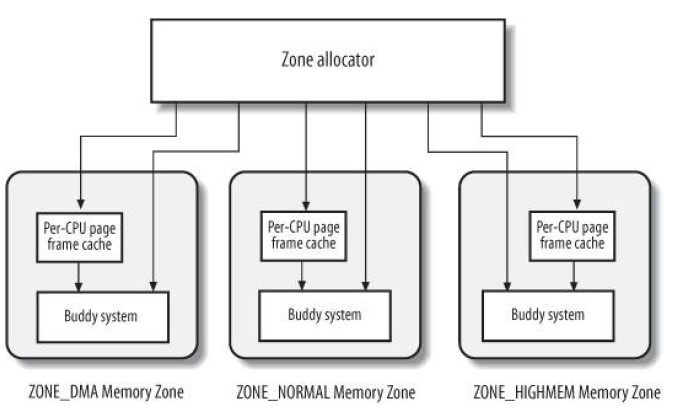 Zone allocator
Per-CPU page
frame cache
Per-CPU page
frame cache
Per-CPU page
frame cache
Buddy system
Buddy system
Buddy system
ZONE_DMA Memory Zone
ZONE_NORMAL Memory Zone
ZONE_HIGHMEM Memory Zone